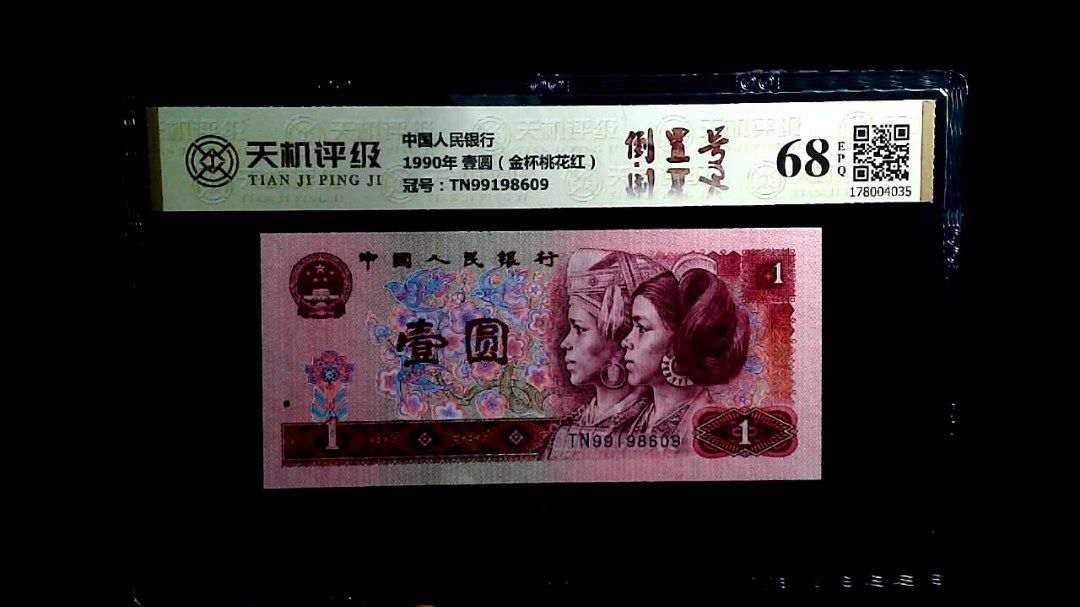 天机评级
TIAN JI PING JI
中国人民银行
1990年 壹圆（金杯桃花红）
冠号：TN99198609
倒置号
68
EPQ
178004035
中国人民银行
1
壹圆
TN99198609
1
1